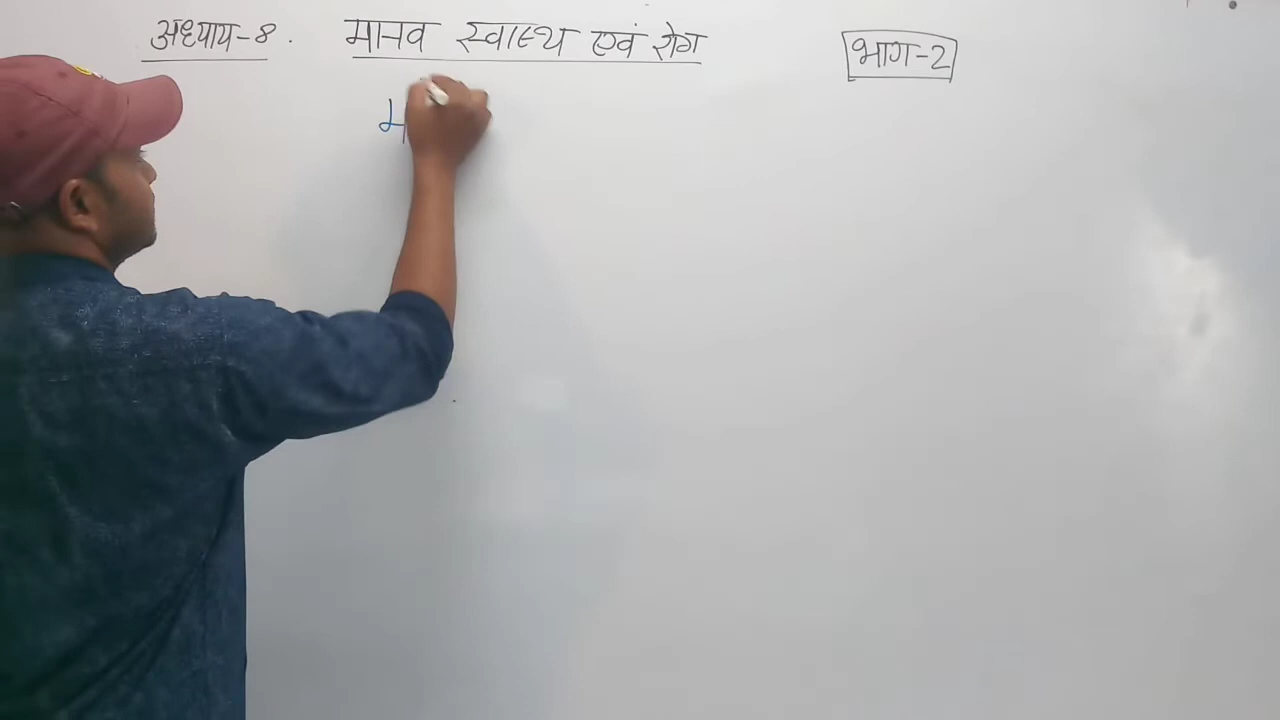 अध्याय-8. मानव स्वास्थ्य एवं रोग भाग-2
म